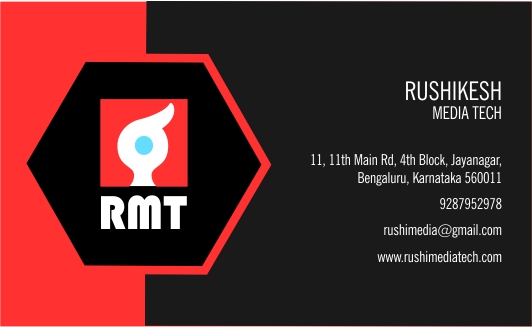 RMT
RUSHIKESH
MEDIA TECH
11, 11th Main Rd, 4th Block, Jayanagar,
Bengaluru, Karnataka 560011
9287952978
rushimedia@gmail.com
www.rushimediatech.com